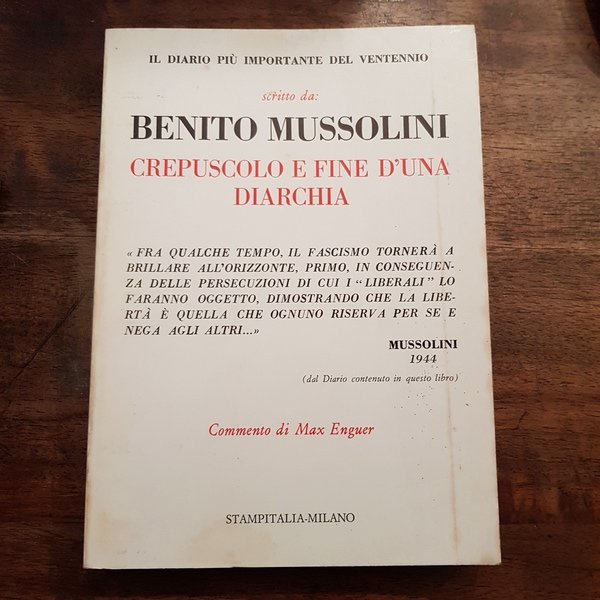 IL DIARIO PIÙ IMPORTANTE DEL VENTENNIO
scritto da:
BENITO MUSSOLINI
CREPUSCOLO E FINE D'UNA
DIARCHIA
« FRA QUALCHE TEMPO, IL FASCISMO TORNERÀ A
BRILLARE ALL'ORIZZONTE, PRIMO, IN CONSEGUEN-
ZA DELLE PERSECUZIONI DI CUI I "LIBERALI" LO
FARANNO OGGETTO, DIMOSTRANDO CHE LA LIBE-
RTÀ È QUELLA CHE OGNUNO RISERVA PER SE E
NEGA AGLI ALTRI...»
MUSSOLINI
1944
(dal Diario contenuto in questo libro)
Commento di Max Enguer
STAMPITALIA-MILANO